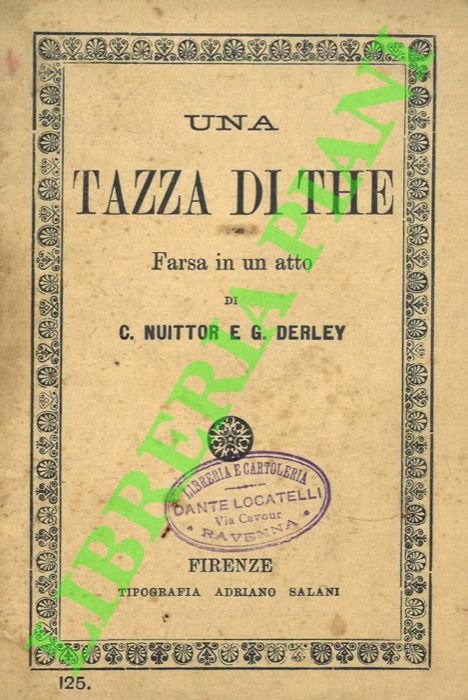 UNA
TAZZA DI THE
Farsa in un atto
DI
C. NUITTOR E G. DERLEY
LIBRERIA E CARTOLERIA
DANTE LOCATELLI
Via Cavour
RAVENNA
FIRENZE
TIPOGRAFIA ADRIANO SALANI
125.
LIBRERIA PIANI